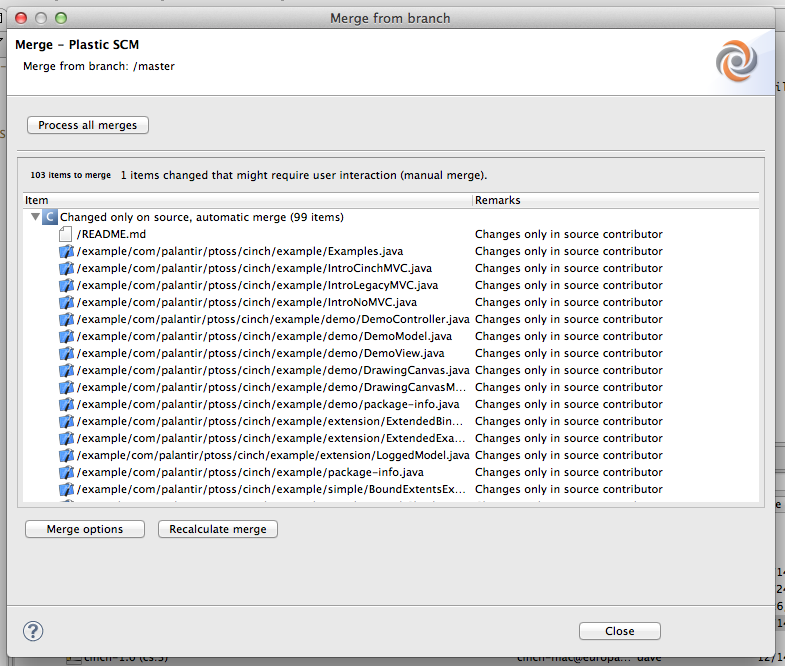 Merge from branch
Merge – Plastic SCM
Merge from branch: /master
Process all merges
103 items to merge 1 items changed that might require user interaction (manual merge).
Item Remarks
C Changed only on source, automatic merge (99 items)
/README.md Changes only in source contributor
/example/com/palantir/ptoss/cinch/example/Examples.java Changes only in source contributor
/example/com/palantir/ptoss/cinch/example/IntroCinchMVC.java Changes only in source contributor
/example/com/palantir/ptoss/cinch/example/IntroLegacyMVC.java Changes only in source contributor
/example/com/palantir/ptoss/cinch/example/IntroNoMVC.java Changes only in source contributor
/example/com/palantir/ptoss/cinch/example/demo/DemoController.java Changes only in source contributor
/example/com/palantir/ptoss/cinch/example/demo/DemoModel.java Changes only in source contributor
/example/com/palantir/ptoss/cinch/example/demo/DemoView.java Changes only in source contributor
/example/com/palantir/ptoss/cinch/example/demo/DrawingCanvas.java Changes only in source contributor
/example/com/palantir/ptoss/cinch/example/demo/DrawingCanvasM... Changes only in source contributor
/example/com/palantir/ptoss/cinch/example/demo/package-info.java Changes only in source contributor
/example/com/palantir/ptoss/cinch/example/extension/ExtendedBin... Changes only in source contributor
/example/com/palantir/ptoss/cinch/example/extension/ExtendedExa... Changes only in source contributor
/example/com/palantir/ptoss/cinch/example/extension/LoggedModel.java Changes only in source contributor
/example/com/palantir/ptoss/cinch/example/package-info.java Changes only in source contributor
/example/com/palantir/ptoss/cinch/example/simple/BoundExtentsEx... Changes only in source contributor
Merge options Recalculate merge
? Close
cinch-1.0 (cs:3) cinch-mac@europa... dave 12/14